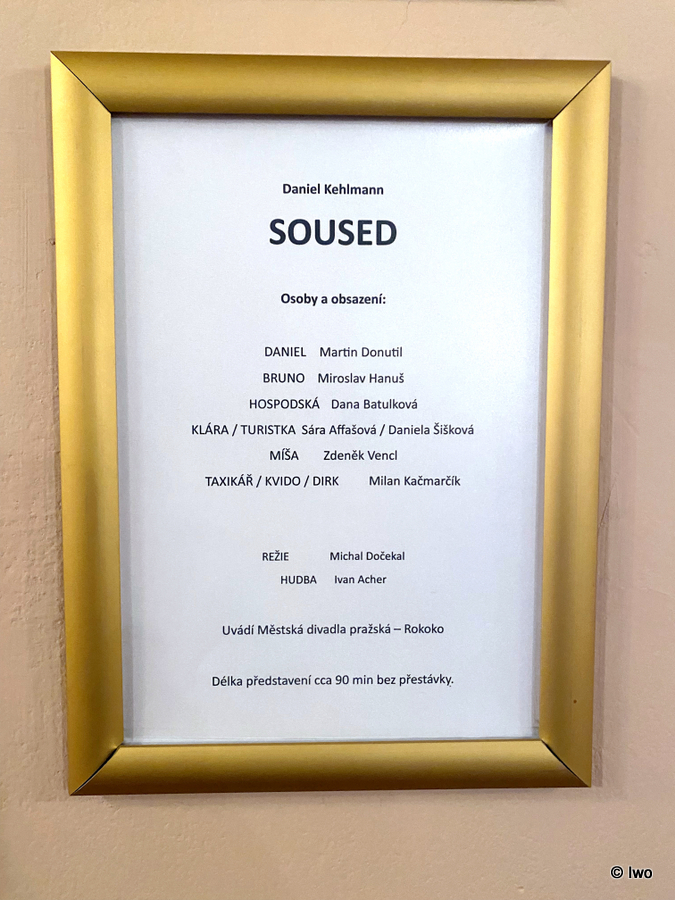 Daniel Kehlmann
SOUSED
Osoby a obsazení:
DANIEL Martin Donutil
BRUNO Miroslav Hanuš
HOSPODSKÁ Dana Batulková
KLÁRA / TURISTKA Sára Affašová / Daniela Šišková
MÍŠA Zdeněk Vencl
TAXIKÁŘ / KVIDO / DIRK Milan Kačmarčík
REŽIE Michal Dočekal
HUDBA Ivan Acher
Uvádí Městská divadla pražská – Rokoko
Délka představení cca 90 min bez přestávky.
© Iwo